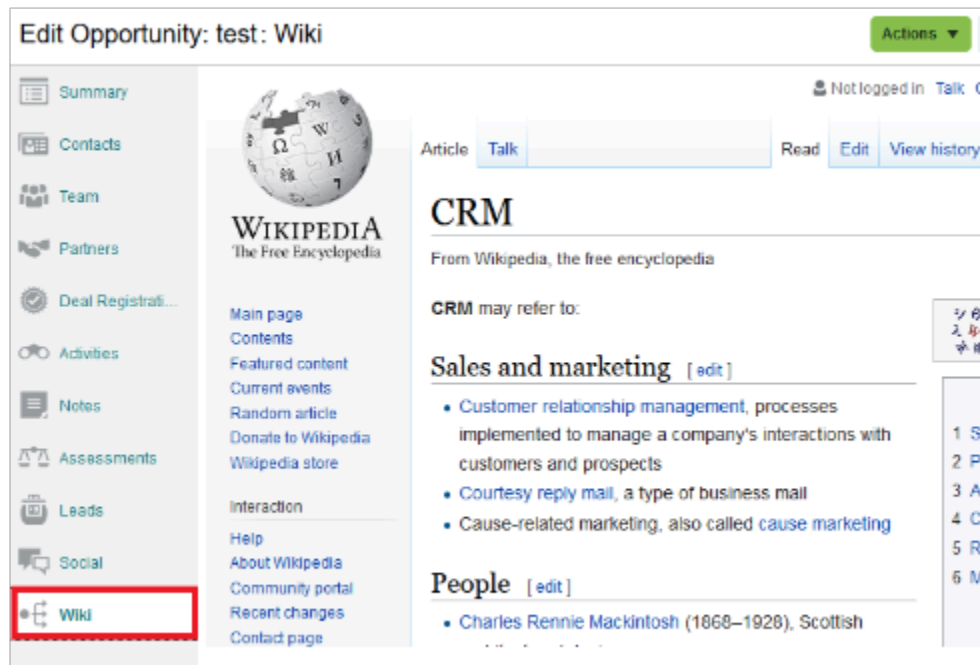 Edit Opportunity: test: Wiki
Actions
Summary
Contacts
Team
Partners
Deal Registrati...
Activities
Notes
Assessments
Leads
Social
Wiki
WIKIPEDIA
The Free Encyclopedia
Main page
Contents
Featured content
Current events
Random article
Donate to Wikipedia
Wikipedia store
Interaction
Help
About Wikipedia
Community portal
Recent changes
Contact page
Not logged in Talk
Article Talk Read Edit View history
CRM
From Wikipedia, the free encyclopedia
CRM may refer to:
Sales and marketing [ edit ]
• Customer relationship management, processes
implemented to manage a company's interactions with
customers and prospects
• Courtesy reply mail, a type of business mail
• Cause-related marketing, also called cause marketing
People [ edit ]
• Charles Rennie Mackintosh (1868–1928), Scottish
1 S
2 P
3 A
4 C
5 R
6 M